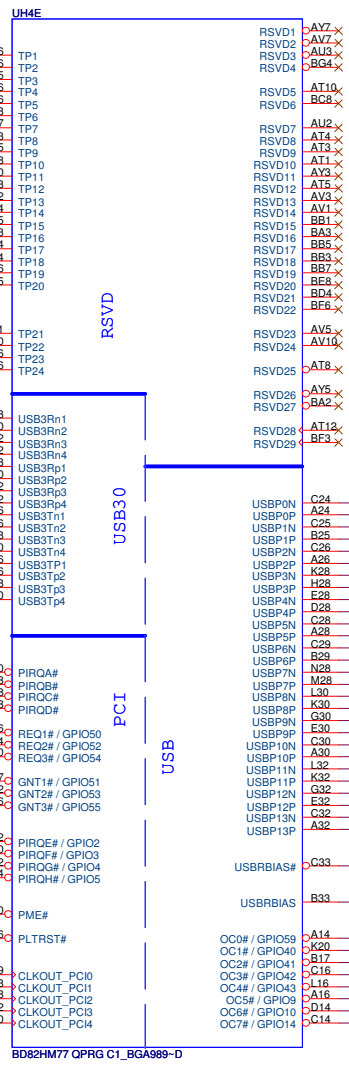 UH4E
TP1
TP2
TP3
TP4
TP5
TP6
TP7
TP8
TP9
TP10
TP11
TP12
TP13
TP14
TP15
TP16
TP17
TP18
TP19
TP20
TP21
TP22
TP23
TP24
RSVD
RSVD1 AY7
RSVD2 AV7
RSVD3 AU3
RSVD4 BG4
RSVD5 AT10
RSVD6 BC8
RSVD7 AU2
RSVD8 AT4
RSVD9 AT3
RSVD10 AT1
RSVD11 AY3
RSVD12 AT5
RSVD13 AV3
RSVD14 AV1
RSVD15 BB1
RSVD16 BA3
RSVD17 BB5
RSVD18 BB3
RSVD19 BB7
RSVD20 BE8
RSVD21 BD4
RSVD22 BF6
RSVD23 AV5
RSVD24 AV10
RSVD25 AT8
RSVD26 AY5
RSVD27 BA2
RSVD28 AT12
RSVD29 BF3
USB3Rn1
USB3Rn2
USB3Rn3
USB3Rn4
USB3Rp1
USB3Rp2
USB3Rp3
USB3Rp4
USB3Tn1
USB3Tn2
USB3Tn3
USB3Tn4
USB3TP1
USB3Tp2
USB3Tp3
USB3Tp4
USB30
PIRQA#
PIRQB#
PIRQC#
PIRQD#
REQ1# / GPIO50
REQ2# / GPIO52
REQ3# / GPIO54
GNT1# / GPIO51
GNT2# / GPIO53
GNT3# / GPIO55
PIRQE# / GPIO2
PIRQF# / GPIO3
PIRQG# / GPIO4
PIRQH# / GPIO5
PME#
PLTRST#
CLKOUT_PCI0
CLKOUT_PCI1
CLKOUT_PCI2
CLKOUT_PCI3
CLKOUT_PCI4
PCI
USB
USBP0N C24
USBP0P A24
USBP1N C25
USBP1P B25
USBP2N C26
USBP2P A26
USBP3N K28
USBP3P H28
USBP4N E28
USBP4P D28
USBP5N C28
USBP5P A28
USBP6N C29
USBP6P B29
USBP7N N28
USBP7P M28
USBP8N L30
USBP8P K30
USBP9N G30
USBP9P E30
USBP10N C30
USBP10P A30
USBP11N L32
USBP11P K32
USBP12N G32
USBP12P E32
USBP13N C32
USBP13P A32
USBRBIAS# C33
USBRBIAS B33
OC0# / GPIO59 A14
OC1# / GPIO40 K20
OC2# / GPIO41 B17
OC3# / GPIO42 C16
OC4# / GPIO43 L16
OC5# / GPIO9 A16
OC6# / GPIO10 D14
OC7# / GPIO14 C14
BD82HM77 QPRG C1_BGA989~D